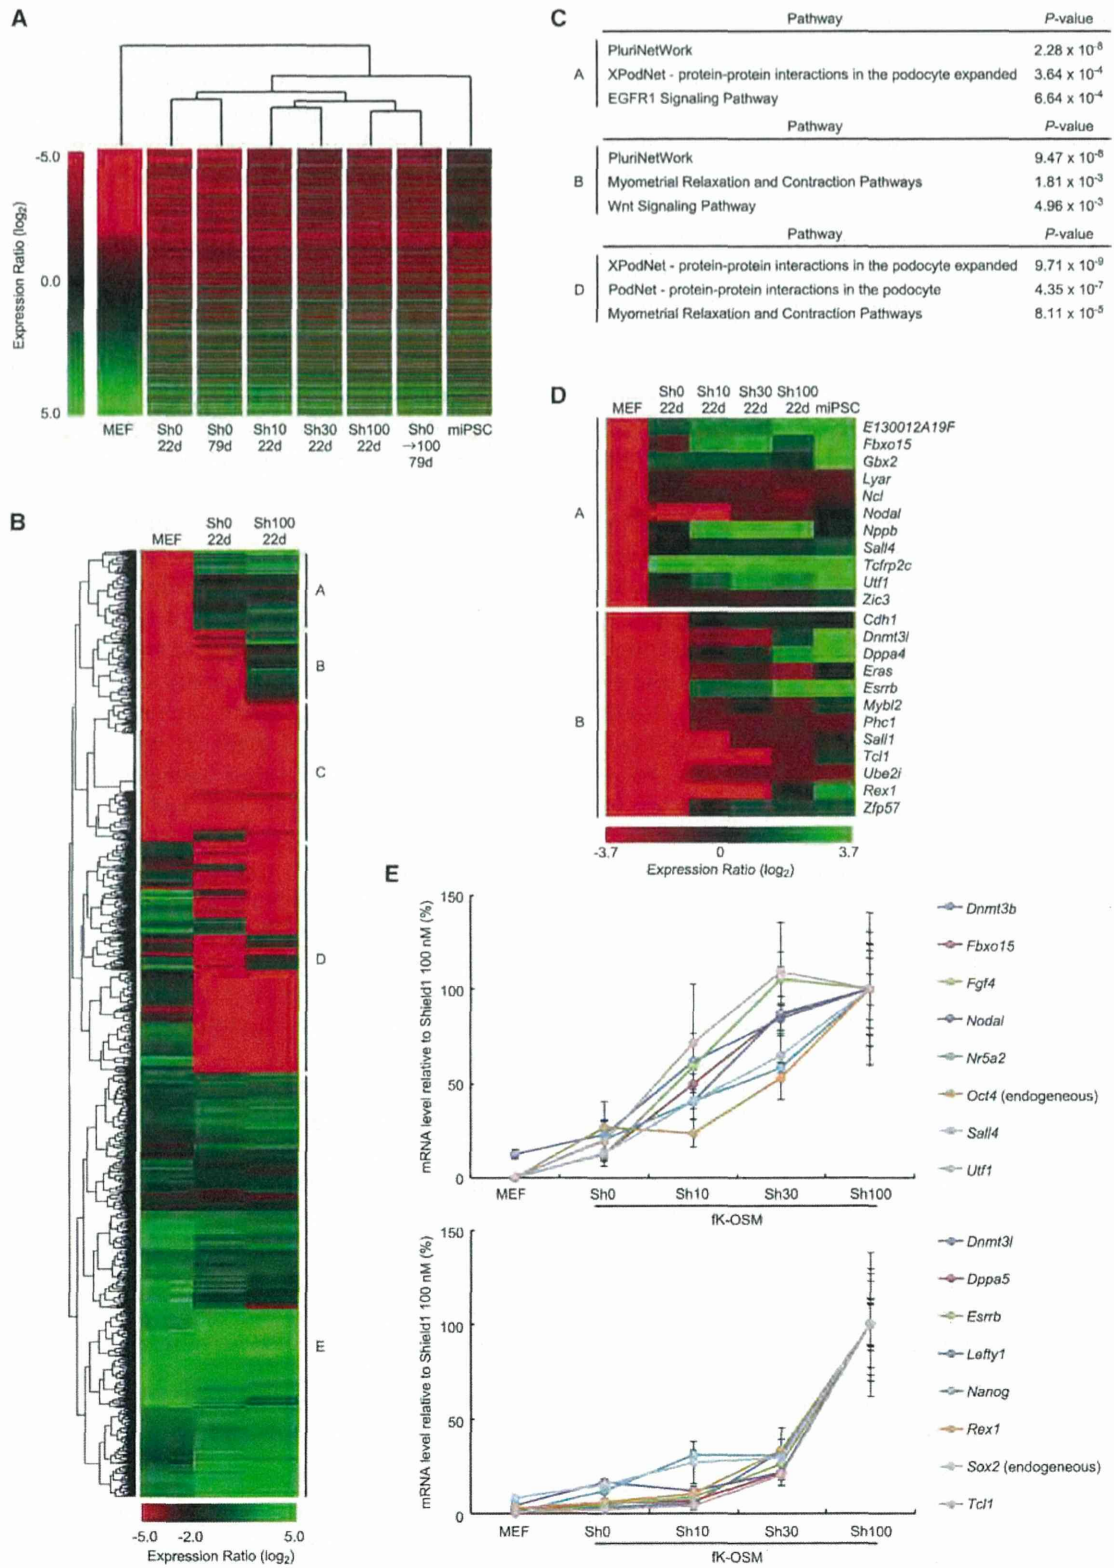 A
-5.0
0.0
5.0
Expression Ratio (log2)
MEF
Sh0 22d
Sh0 79d
Sh10 22d
Sh30 22d
Sh100 22d
Sh0 →100 79d
miPSC
B
MEF
Sh0 22d
Sh100 22d
A
B
C
D
E
-5.0 -2.0 5.0
Expression Ratio (log2)
C
Pathway P-value
A
PluriNetWork 2.28 x 10-8
XPodNet - protein-protein interactions in the podocyte expanded 3.64 x 10-4
EGFR1 Signaling Pathway 6.64 x 10-4
Pathway P-value
B
PluriNetWork 9.47 x 10-8
Myometrial Relaxation and Contraction Pathways 1.81 x 10-3
Wnt Signaling Pathway 4.96 x 10-3
Pathway P-value
D
XPodNet - protein-protein interactions in the podocyte expanded 9.71 x 10-9
PodNet - protein-protein interactions in the podocyte 4.35 x 10-7
Myometrial Relaxation and Contraction Pathways 8.11 x 10-5
D
MEF
Sh0 22d
Sh10 22d
Sh30 22d
Sh100 22d
miPSC
A
E130012A19F
Fbxo15
Gbx2
Lyar
Ncl
Nodal
Nppb
Sall4
Tcfrp2c
Utf1
Zic3
B
Cdh1
Dnmt3l
Dppa4
Eras
Esrrb
Mybl2
Phc1
Sall1
Tcl1
Ube2i
Rex1
Zfp57
-3.7 0 3.7
Expression Ratio (log2)
E
mRNA level relative to Shield1 100 nM (%)
150
100
50
0
MEF Sh0 Sh10 Sh30 Sh100
fK-OSM
Dnmt3b
Fbxo15
Fgf4
Nodal
Nr5a2
Oct4 (endogeneous)
Sall4
Utf1
mRNA level relative to Shield1 100 nM (%)
150
100
50
0
MEF Sh0 Sh10 Sh30 Sh100
fK-OSM
Dnmt3l
Dppa5
Esrrb
Lefty1
Nanog
Rex1
Sox2 (endogeneous)
Tcl1